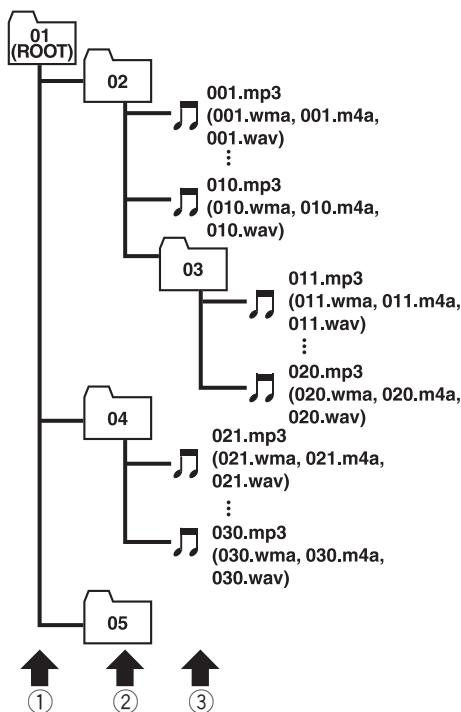 01
(ROOT)
02
001.mp3
(001.wma, 001.m4a,
001.wav)
010.mp3
(010.wma, 010.m4a,
010.wav)
03
011.mp3
(011.wma, 011.m4a,
011.wav)
020.mp3
(020.wma, 020.m4a,
020.wav)
04
021.mp3
(021.wma, 021.m4a,
021.wav)
030.mp3
(030.wma, 030.m4a,
030.wav)
05
① ② ③